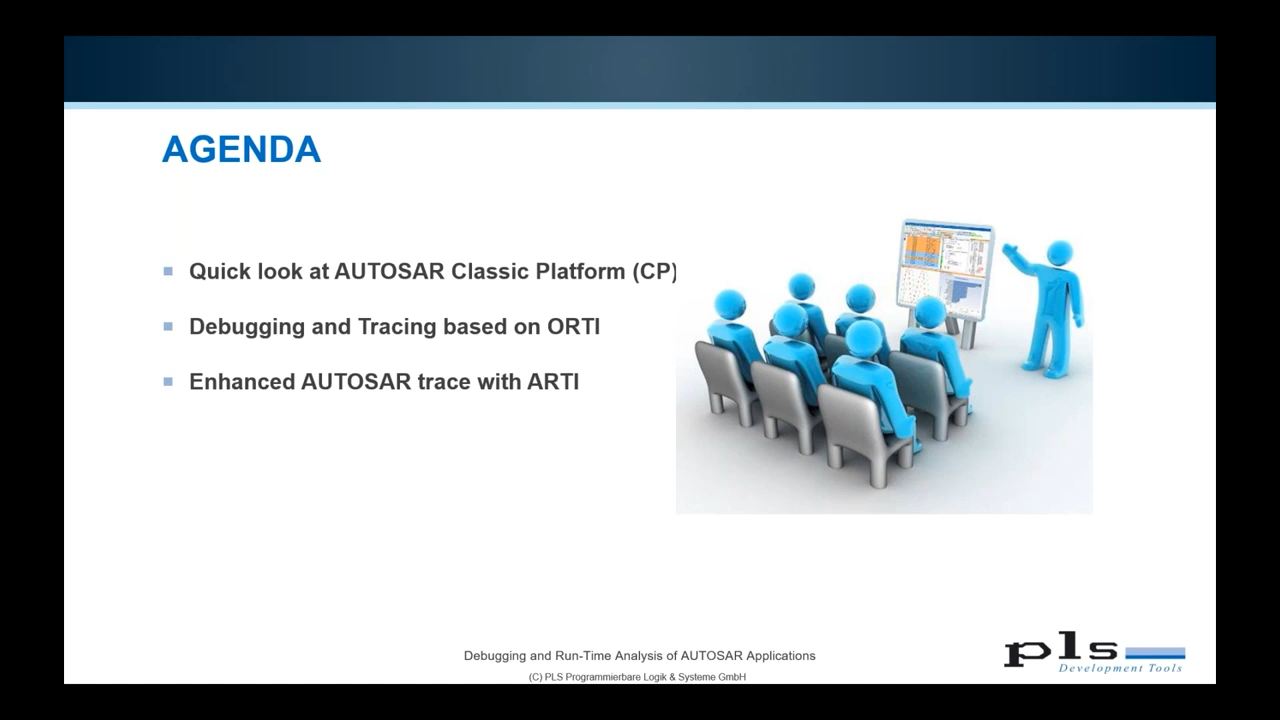 AGENDA
Quick look at AUTOSAR Classic Platform (CP)
Debugging and Tracing based on ORTI
Enhanced AUTOSAR trace with ARTI
Debugging and Run-Time Analysis of AUTOSAR Applications
(C) PLS Programmierbare Logik & Systeme GmbH
pls
Development Tools